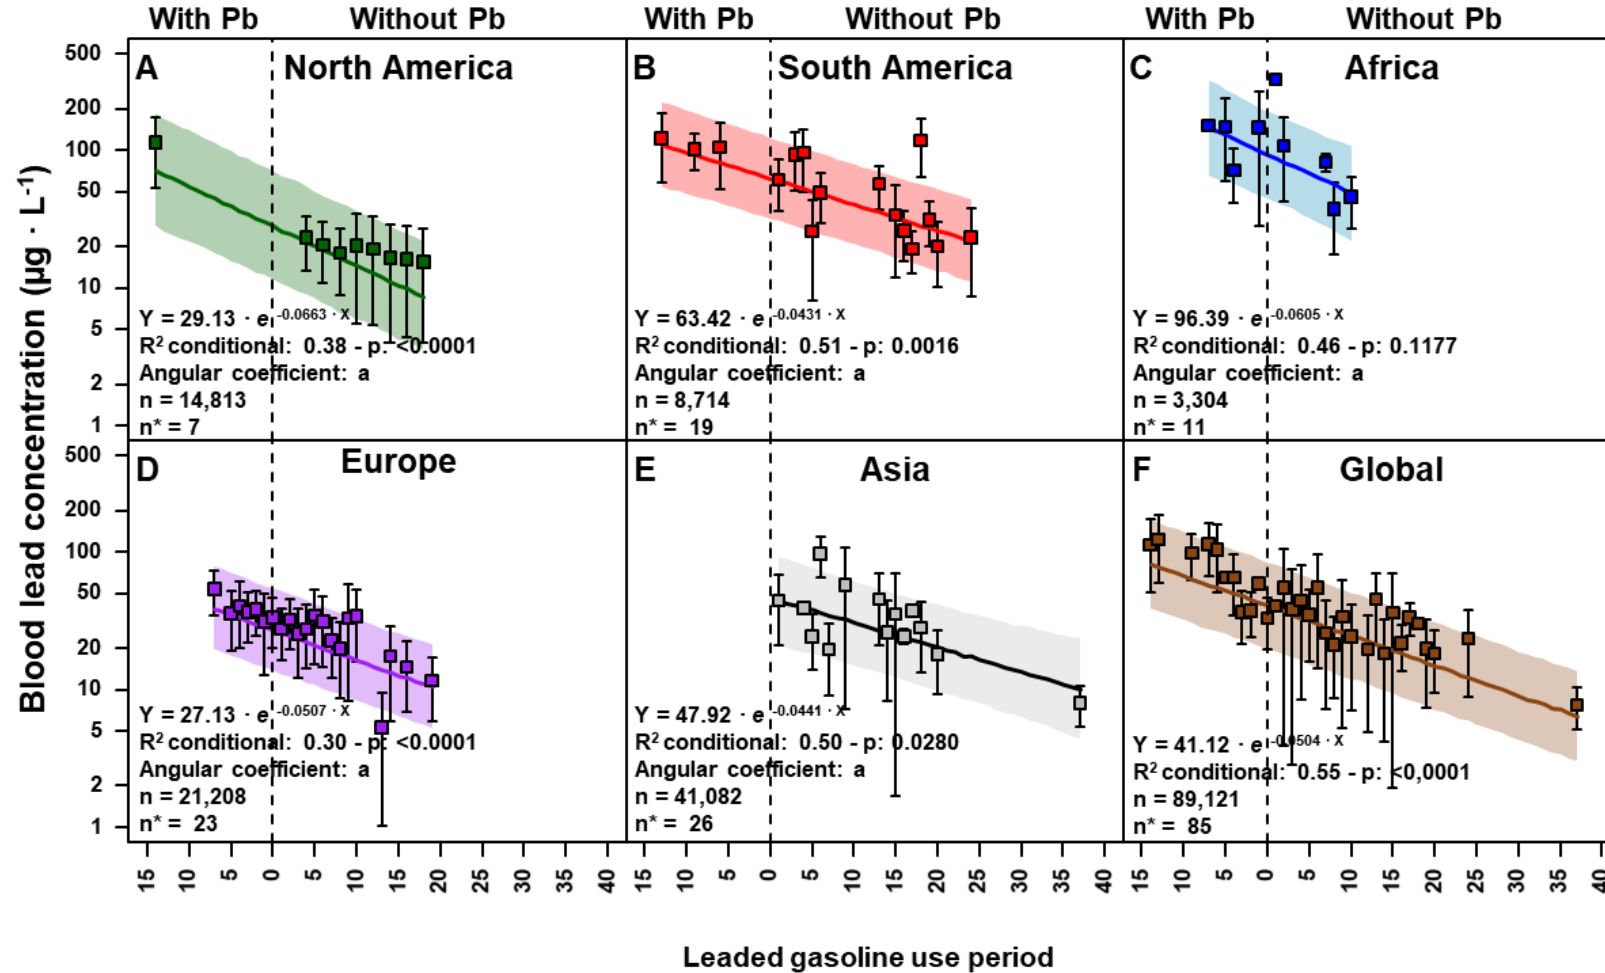 With Pb Without Pb With Pb Without Pb With Pb Without Pb
Blood lead concentration (µg · L-1)
500
200
100
50
20
10
5
2
1
A North America
Y = 29.13 · e -0.0663 · X
R2 conditional: 0.38 - p: <0.0001
Angular coefficient: a
n = 14,813
n* = 7
B South America
Y = 63.42 · e -0.0431 · X
R2 conditional: 0.51 - p: 0.0016
Angular coefficient: a
n = 8,714
n* = 19
C Africa
Y = 96.39 · e -0.0605 · X
R2 conditional: 0.46 - p: 0.1177
Angular coefficient: a
n = 3,304
n* = 11
500
200
100
50
20
10
5
2
1
D Europe
Y = 27.13 · e -0.0507 · X
R2 conditional: 0.30 - p: <0.0001
Angular coefficient: a
n = 21,208
n* = 23
E Asia
Y = 47.92 · e -0.0441 · X
R2 conditional: 0.50 - p: 0.0280
Angular coefficient: a
n = 41,082
n* = 26
F Global
Y = 41.12 · e -0.0504 · X
R2 conditional: 0.55 - p: <0,0001
n = 89,121
n* = 85
15 10 5 0 5 10 15 20 25 30 35 40 15 10 5 0 5 10 15 20 25 30 35 40 15 10 5 0 5 10 15 20 25 30 35 40
Leaded gasoline use period